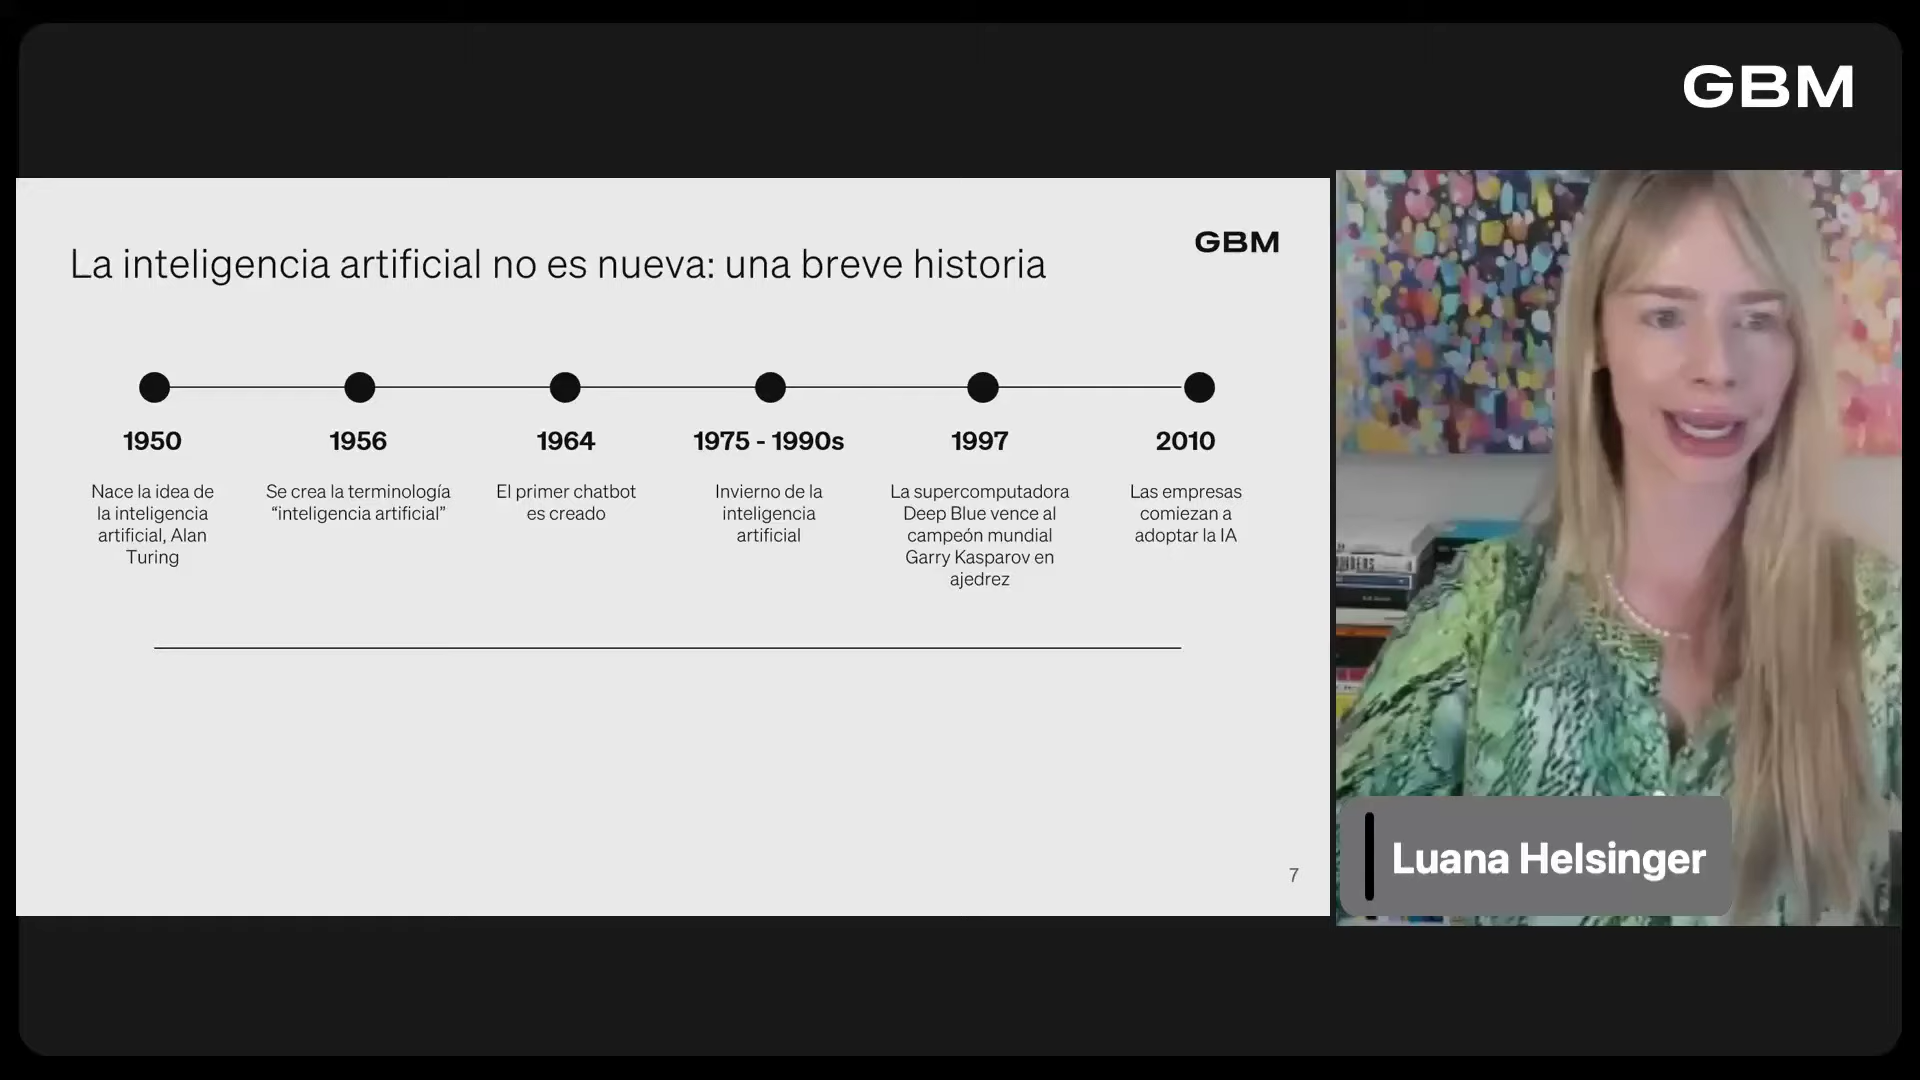 GBM
GBM
La inteligencia artificial no es nueva: una breve historia
1950
Nace la idea de
la inteligencia
artificial, Alan
Turing
1956
Se crea la terminología
“inteligencia artificial”
1964
El primer chatbot
es creado
1975 - 1990s
Invierno de la
inteligencia
artificial
1997
La supercomputadora
Deep Blue vence al
campeón mundial
Garry Kasparov en
ajedrez
2010
Las empresas
comiezan a
adoptar la IA
7
Luana Helsinger